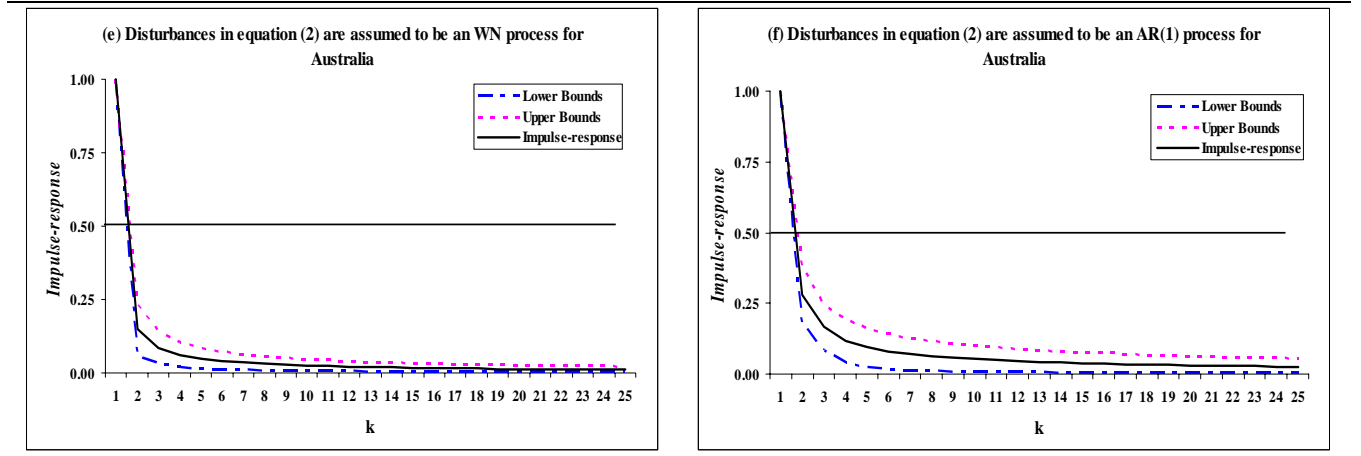 (e) Disturbances in equation (2) are assumed to be an WN process for
Australia
Lower Bounds
Upper Bounds
Impulse-response
1.00
0.75
0.50
0.25
0.00
Impulse-response
1 2 3 4 5 6 7 8 9 10 11 12 13 14 15 16 17 18 19 20 21 22 23 24 25
k
(f) Disturbances in equation (2) are assumed to be an AR(1) process for
Australia
Lower Bounds
Upper Bounds
Impulse-response
1.00
0.75
0.50
0.25
0.00
Impulse-response
1 2 3 4 5 6 7 8 9 10 11 12 13 14 15 16 17 18 19 20 21 22 23 24 25
k